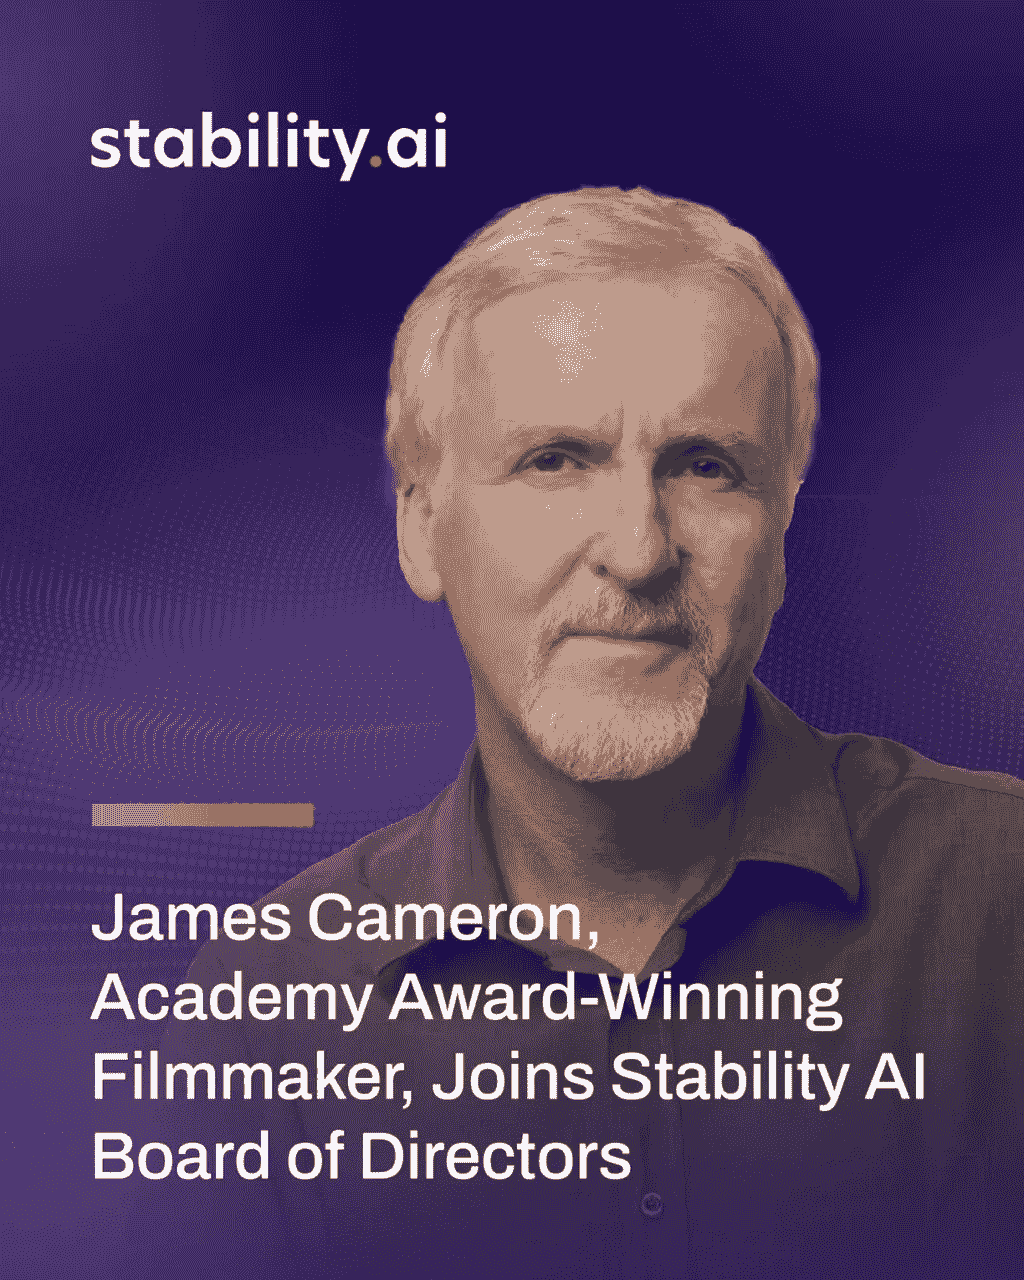 stability.ai
James Cameron,
Academy Award-Winning
Filmmaker, Joins Stability AI
Board of Directors